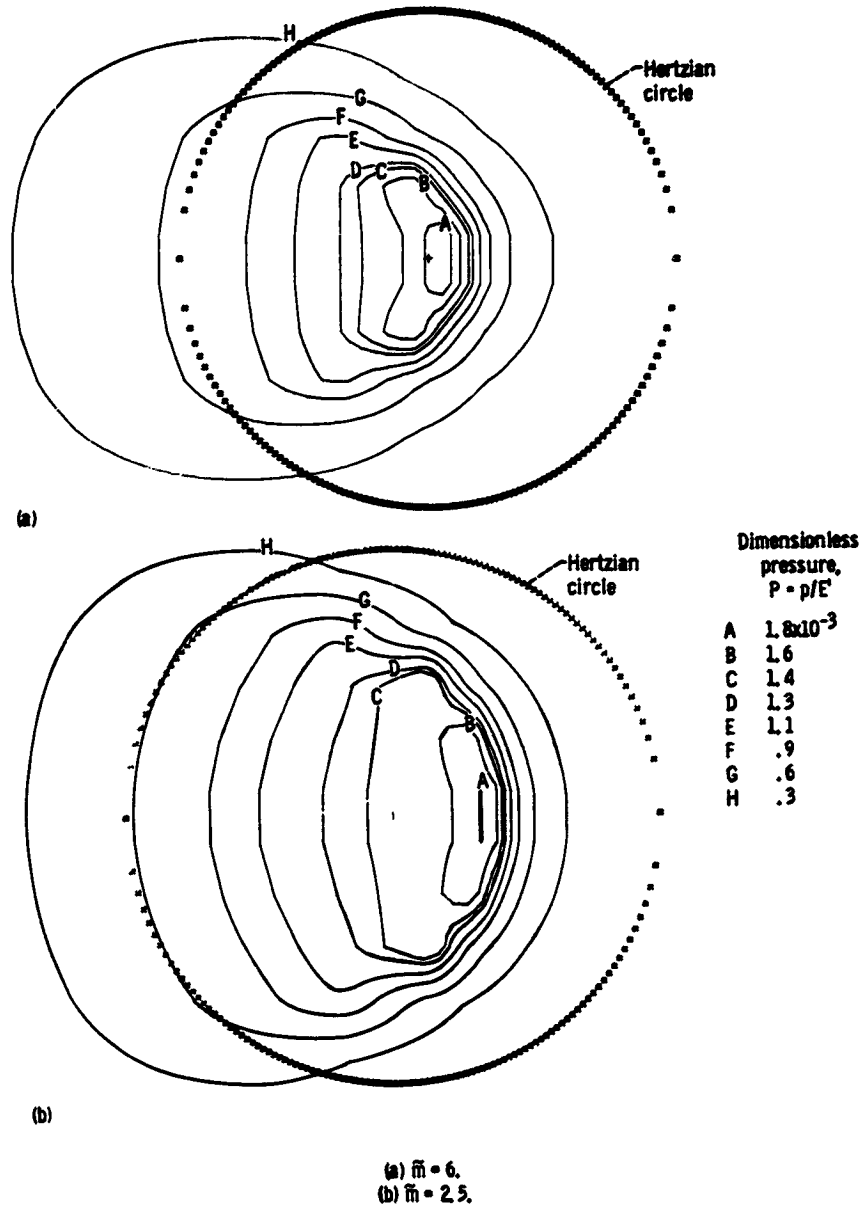 H
Hertzian
circle
G
F
E
D C B
A
(a)
H
Hertzian
circle
G
F
E
D
C
B
A
Dimensionless
pressure,
P = p/E'
A 1.8x10⁻³
B 1.6
C 1.4
D 1.3
E 1.1
F .9
G .6
H .3
(b)
(a) m̃ = 6.
(b) m̃ = 2.5.